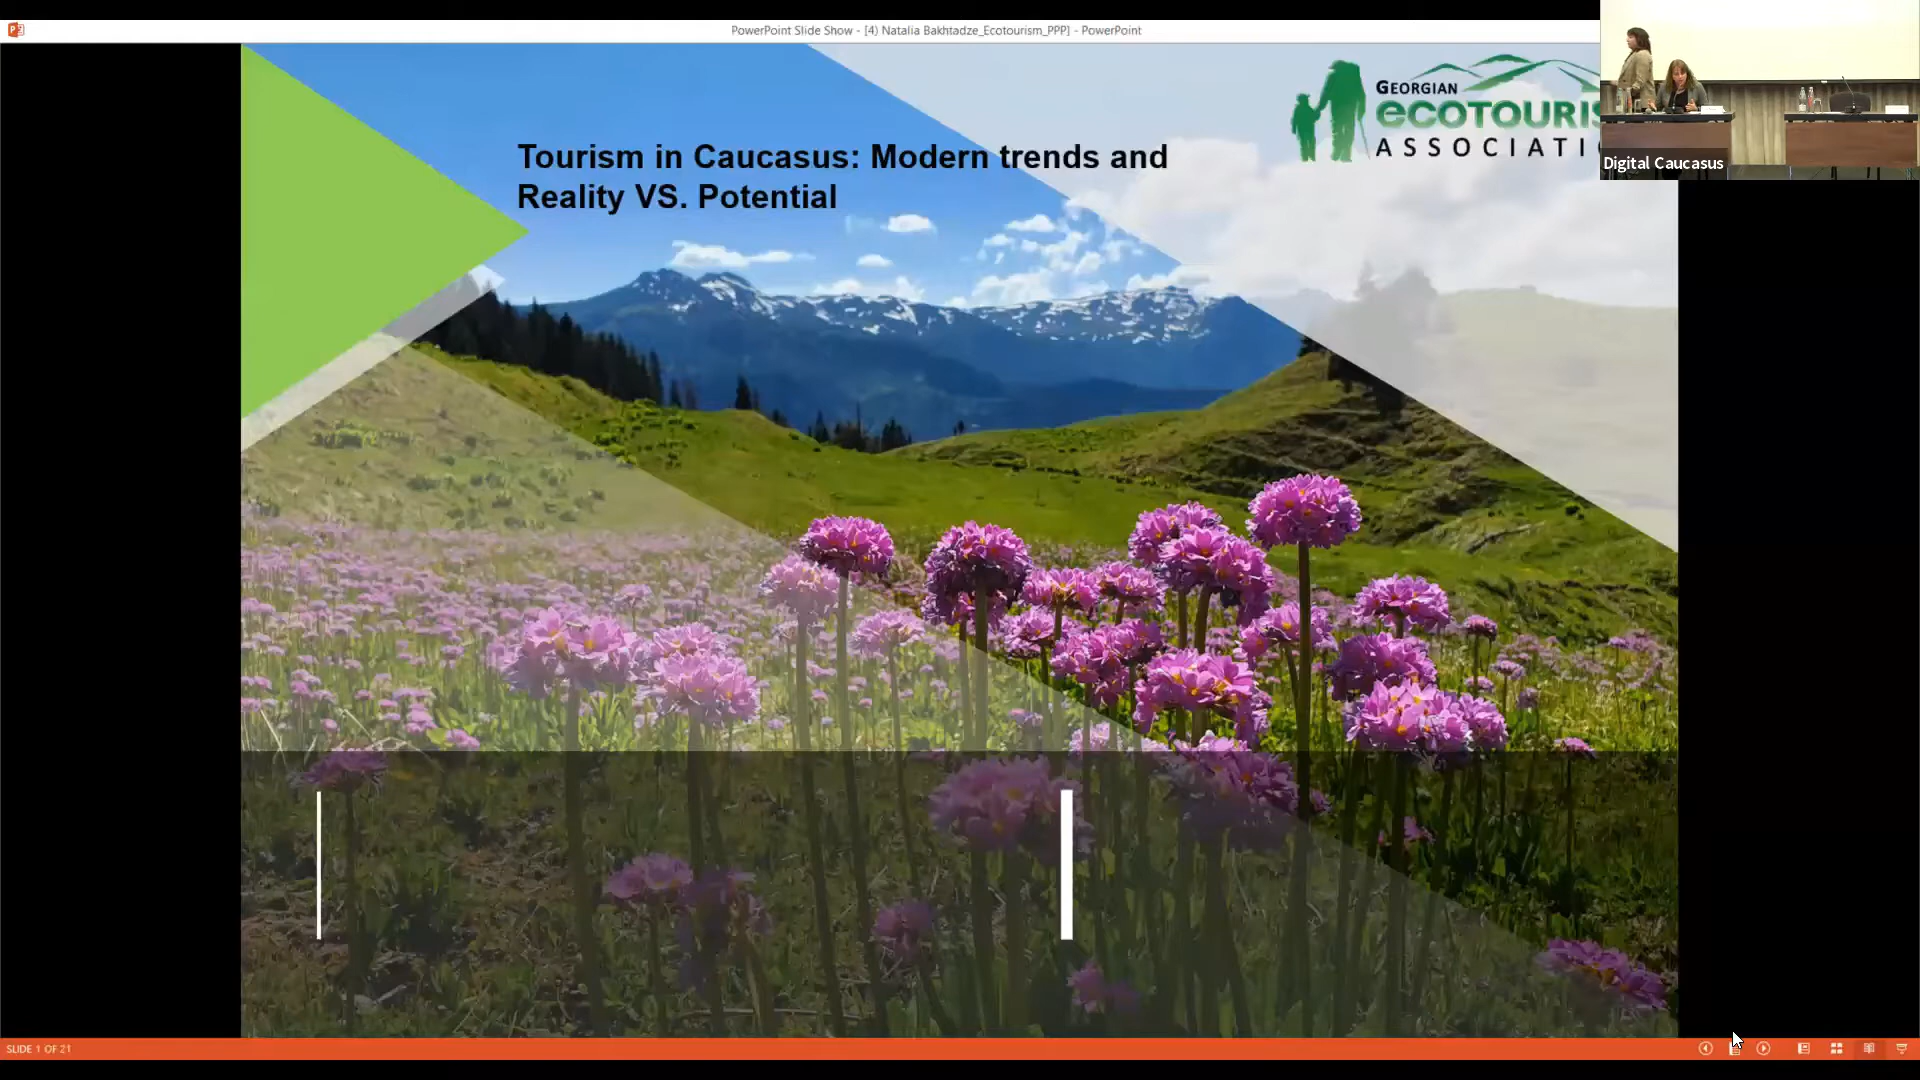 PowerPoint Slide Show - [4) Natalia Bakhtadze_Ecotourism_PPP] - PowerPoint
GEORGIAN
ECOTOURIS
ASSOCIATI
Tourism in Caucasus: Modern trends and
Reality VS. Potential
Digital Caucasus
SLIDE 1 OF 21